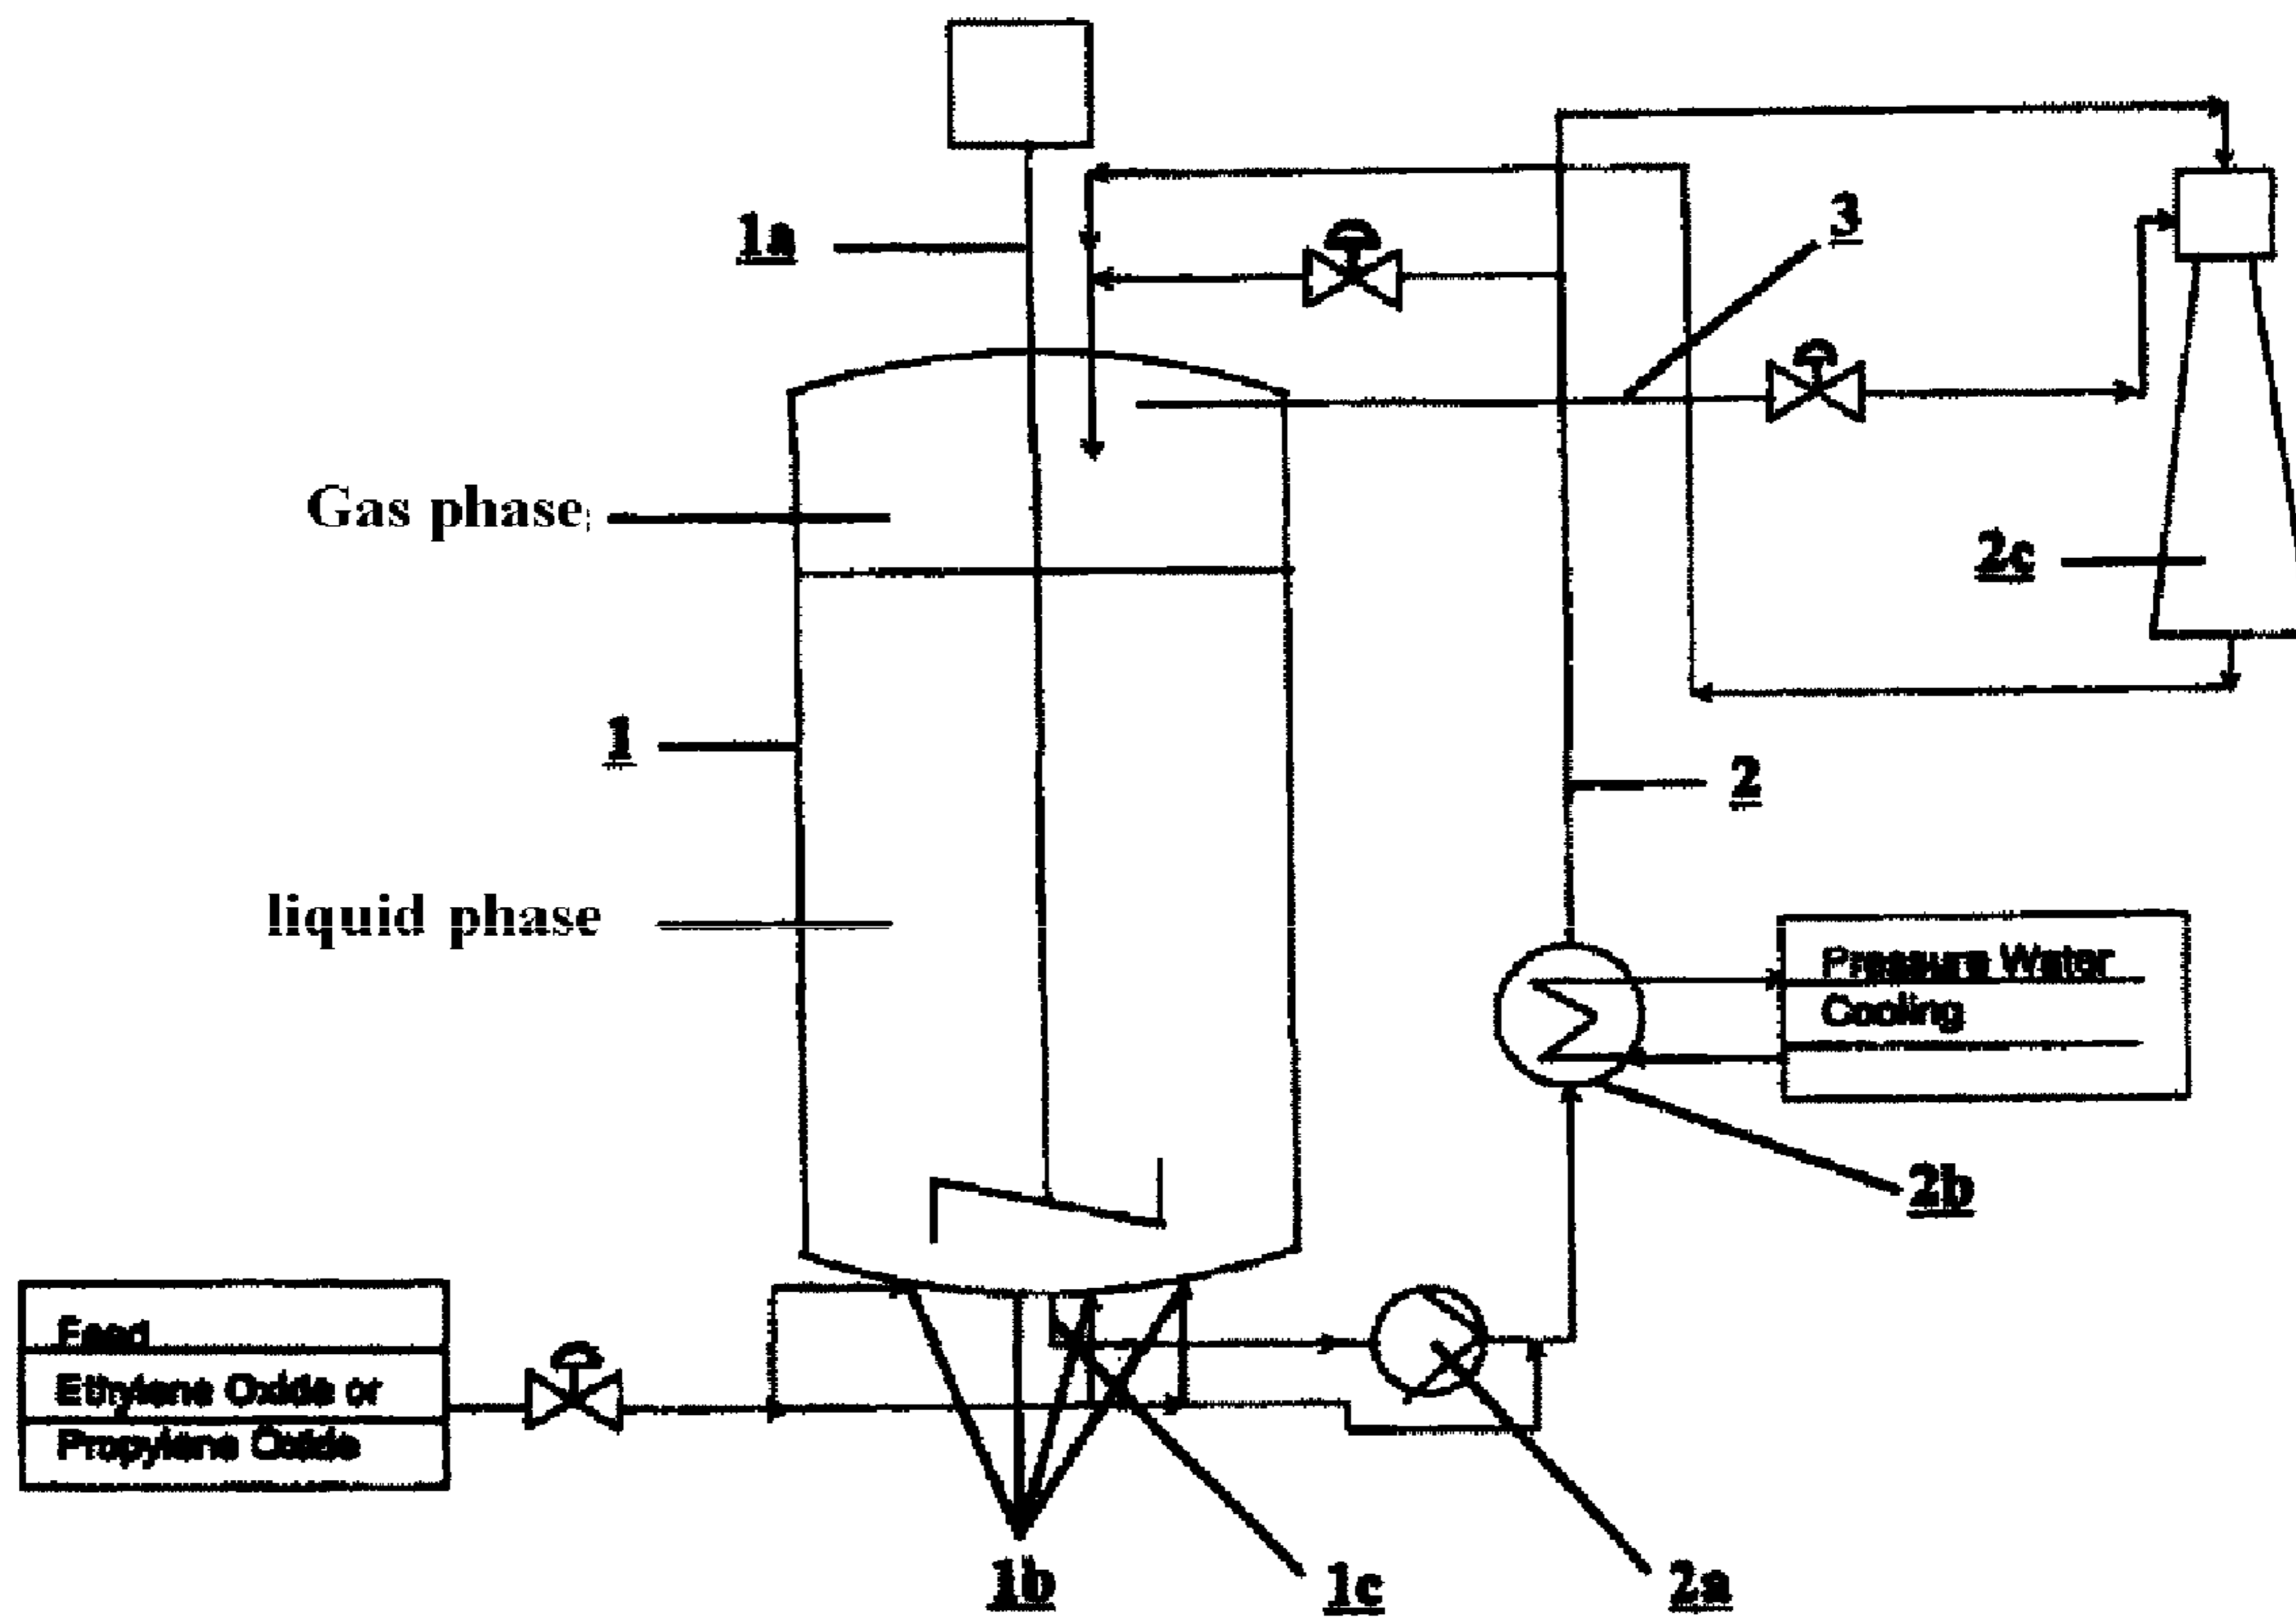 1a
3
Gas phase
2c
1
2
liquid phase
Pressure Water
Cooling
2b
Feed
Ethylene Oxide or
Propylene Oxide
1b
1c
2a